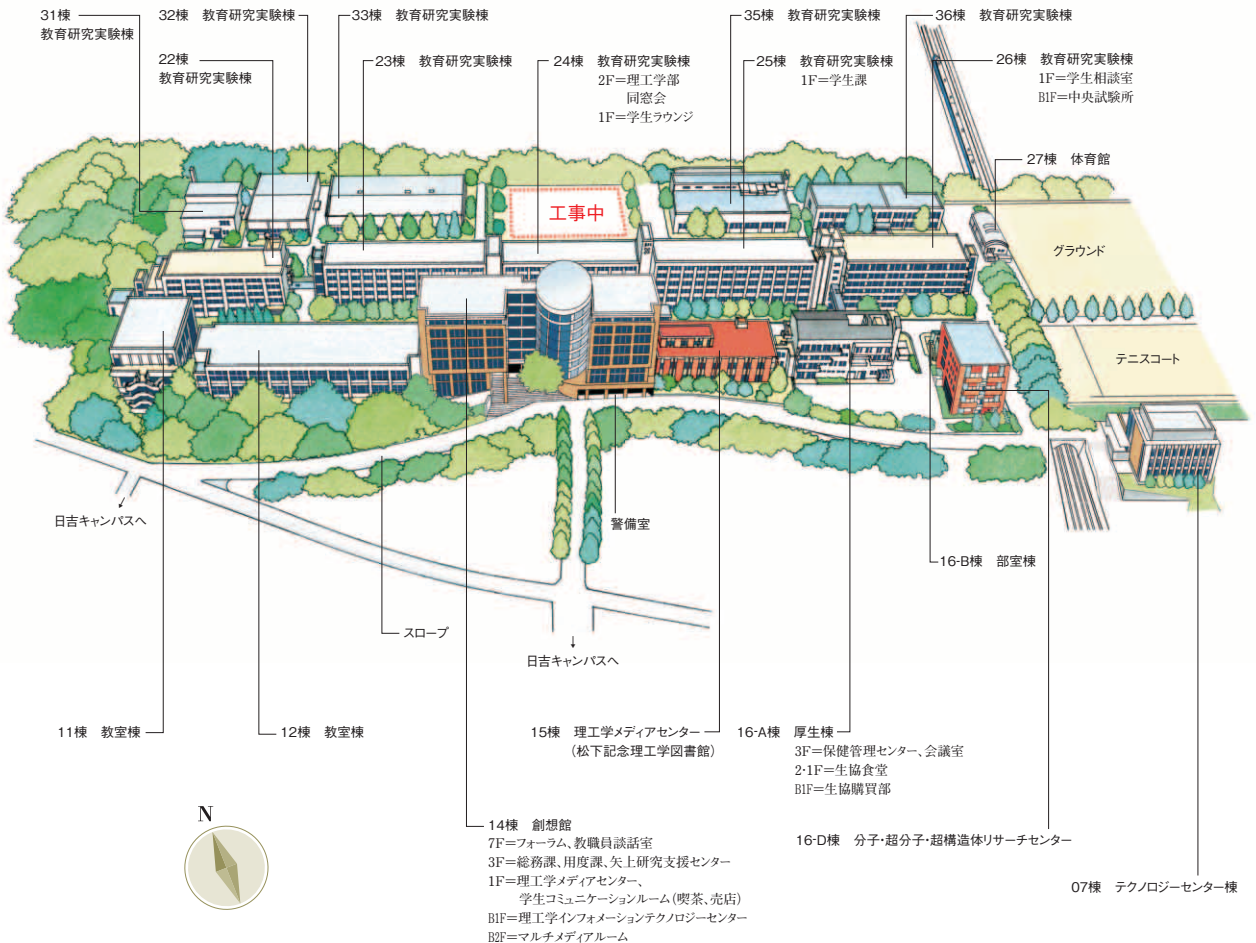 31棟　教育研究実験棟
32棟　教育研究実験棟
33棟　教育研究実験棟
35棟　教育研究実験棟
36棟　教育研究実験棟
22棟
教育研究実験棟
23棟　教育研究実験棟
24棟　教育研究実験棟
2F=理工学部
同窓会
1F=学生ラウンジ
25棟　教育研究実験棟
1F=学生課
26棟　教育研究実験棟
1F=学生相談室
B1F=中央試験所
27棟　体育館
工事中
グラウンド
テニスコート
日吉キャンパスへ
警備室
16-B棟　部室棟
スロープ
日吉キャンパスへ
11棟　教室棟
12棟　教室棟
15棟　理工学メディアセンター
(松下記念理工学図書館)
16-A棟　厚生棟
3F=保健管理センター、会議室
2・1F=生協食堂
B1F=生協購買部
N
14棟　創想館
7F=フォーラム、教職員談話室
3F=総務課、用度課、矢上研究支援センター
1F=理工学メディアセンター、
学生コミュニケーションルーム(喫茶、売店)
B1F=理工学インフォメーションテクノロジーセンター
B2F=マルチメディアルーム
16-D棟　分子・超分子・超構造体リサーチセンター
07棟　テクノロジーセンター棟